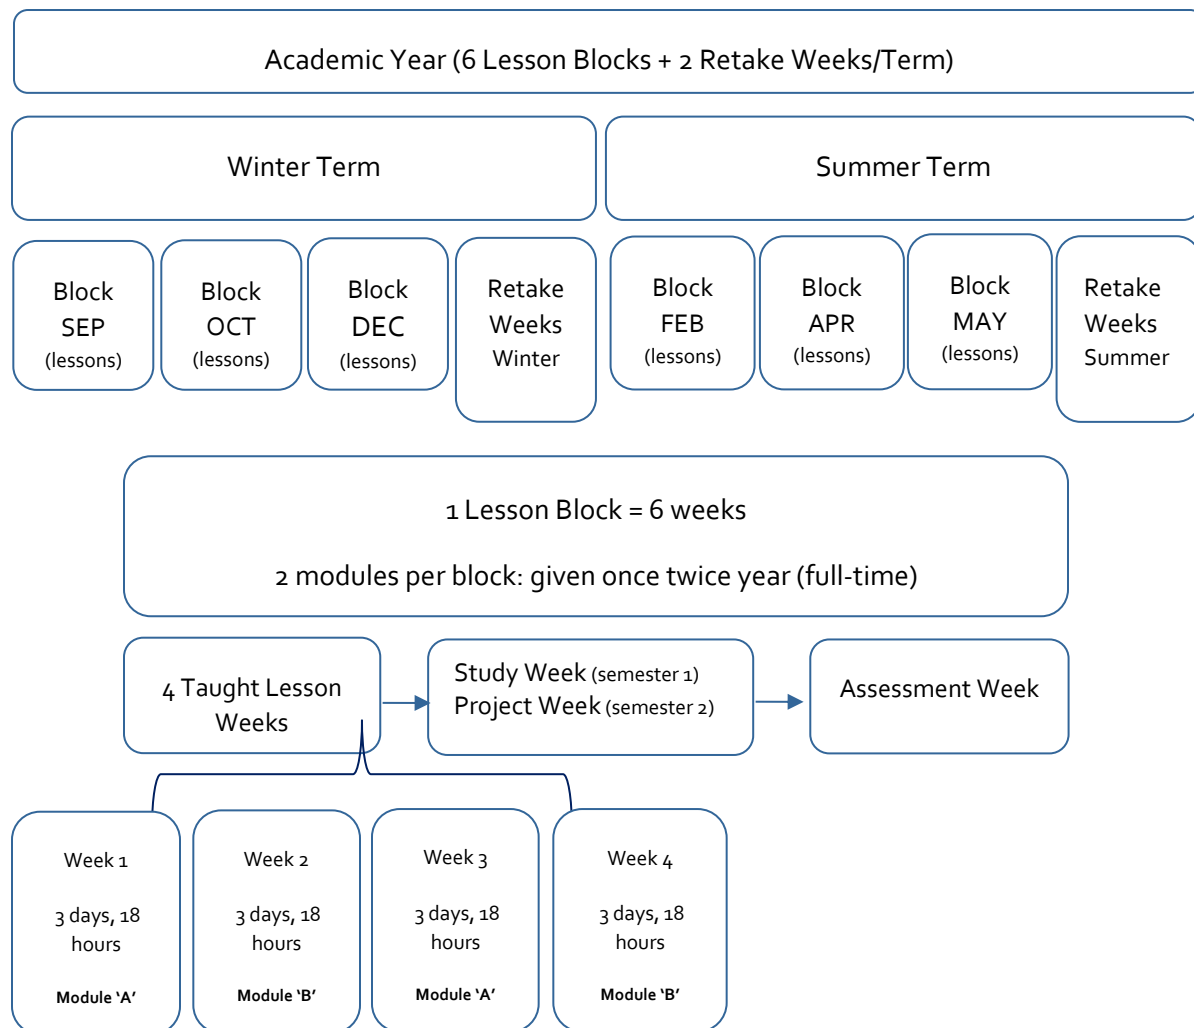 Academic Year (6 Lesson Blocks + 2 Retake Weeks/Term)
Winter Term
Summer Term
Block
SEP
(lessons)
Block
OCT
(lessons)
Block
DEC
(lessons)
Retake
Weeks
Winter
Block
FEB
(lessons)
Block
APR
(lessons)
Block
MAY
(lessons)
Retake
Weeks
Summer
1 Lesson Block = 6 weeks
2 modules per block: given once twice year (full-time)
4 Taught Lesson
Weeks
Study Week (semester 1)
Project Week (semester 2)
Assessment Week
Week 1
3 days, 18
hours
Module ‘A’
Week 2
3 days, 18
hours
Module ‘B’
Week 3
3 days, 18
hours
Module ‘A’
Week 4
3 days, 18
hours
Module ‘B’